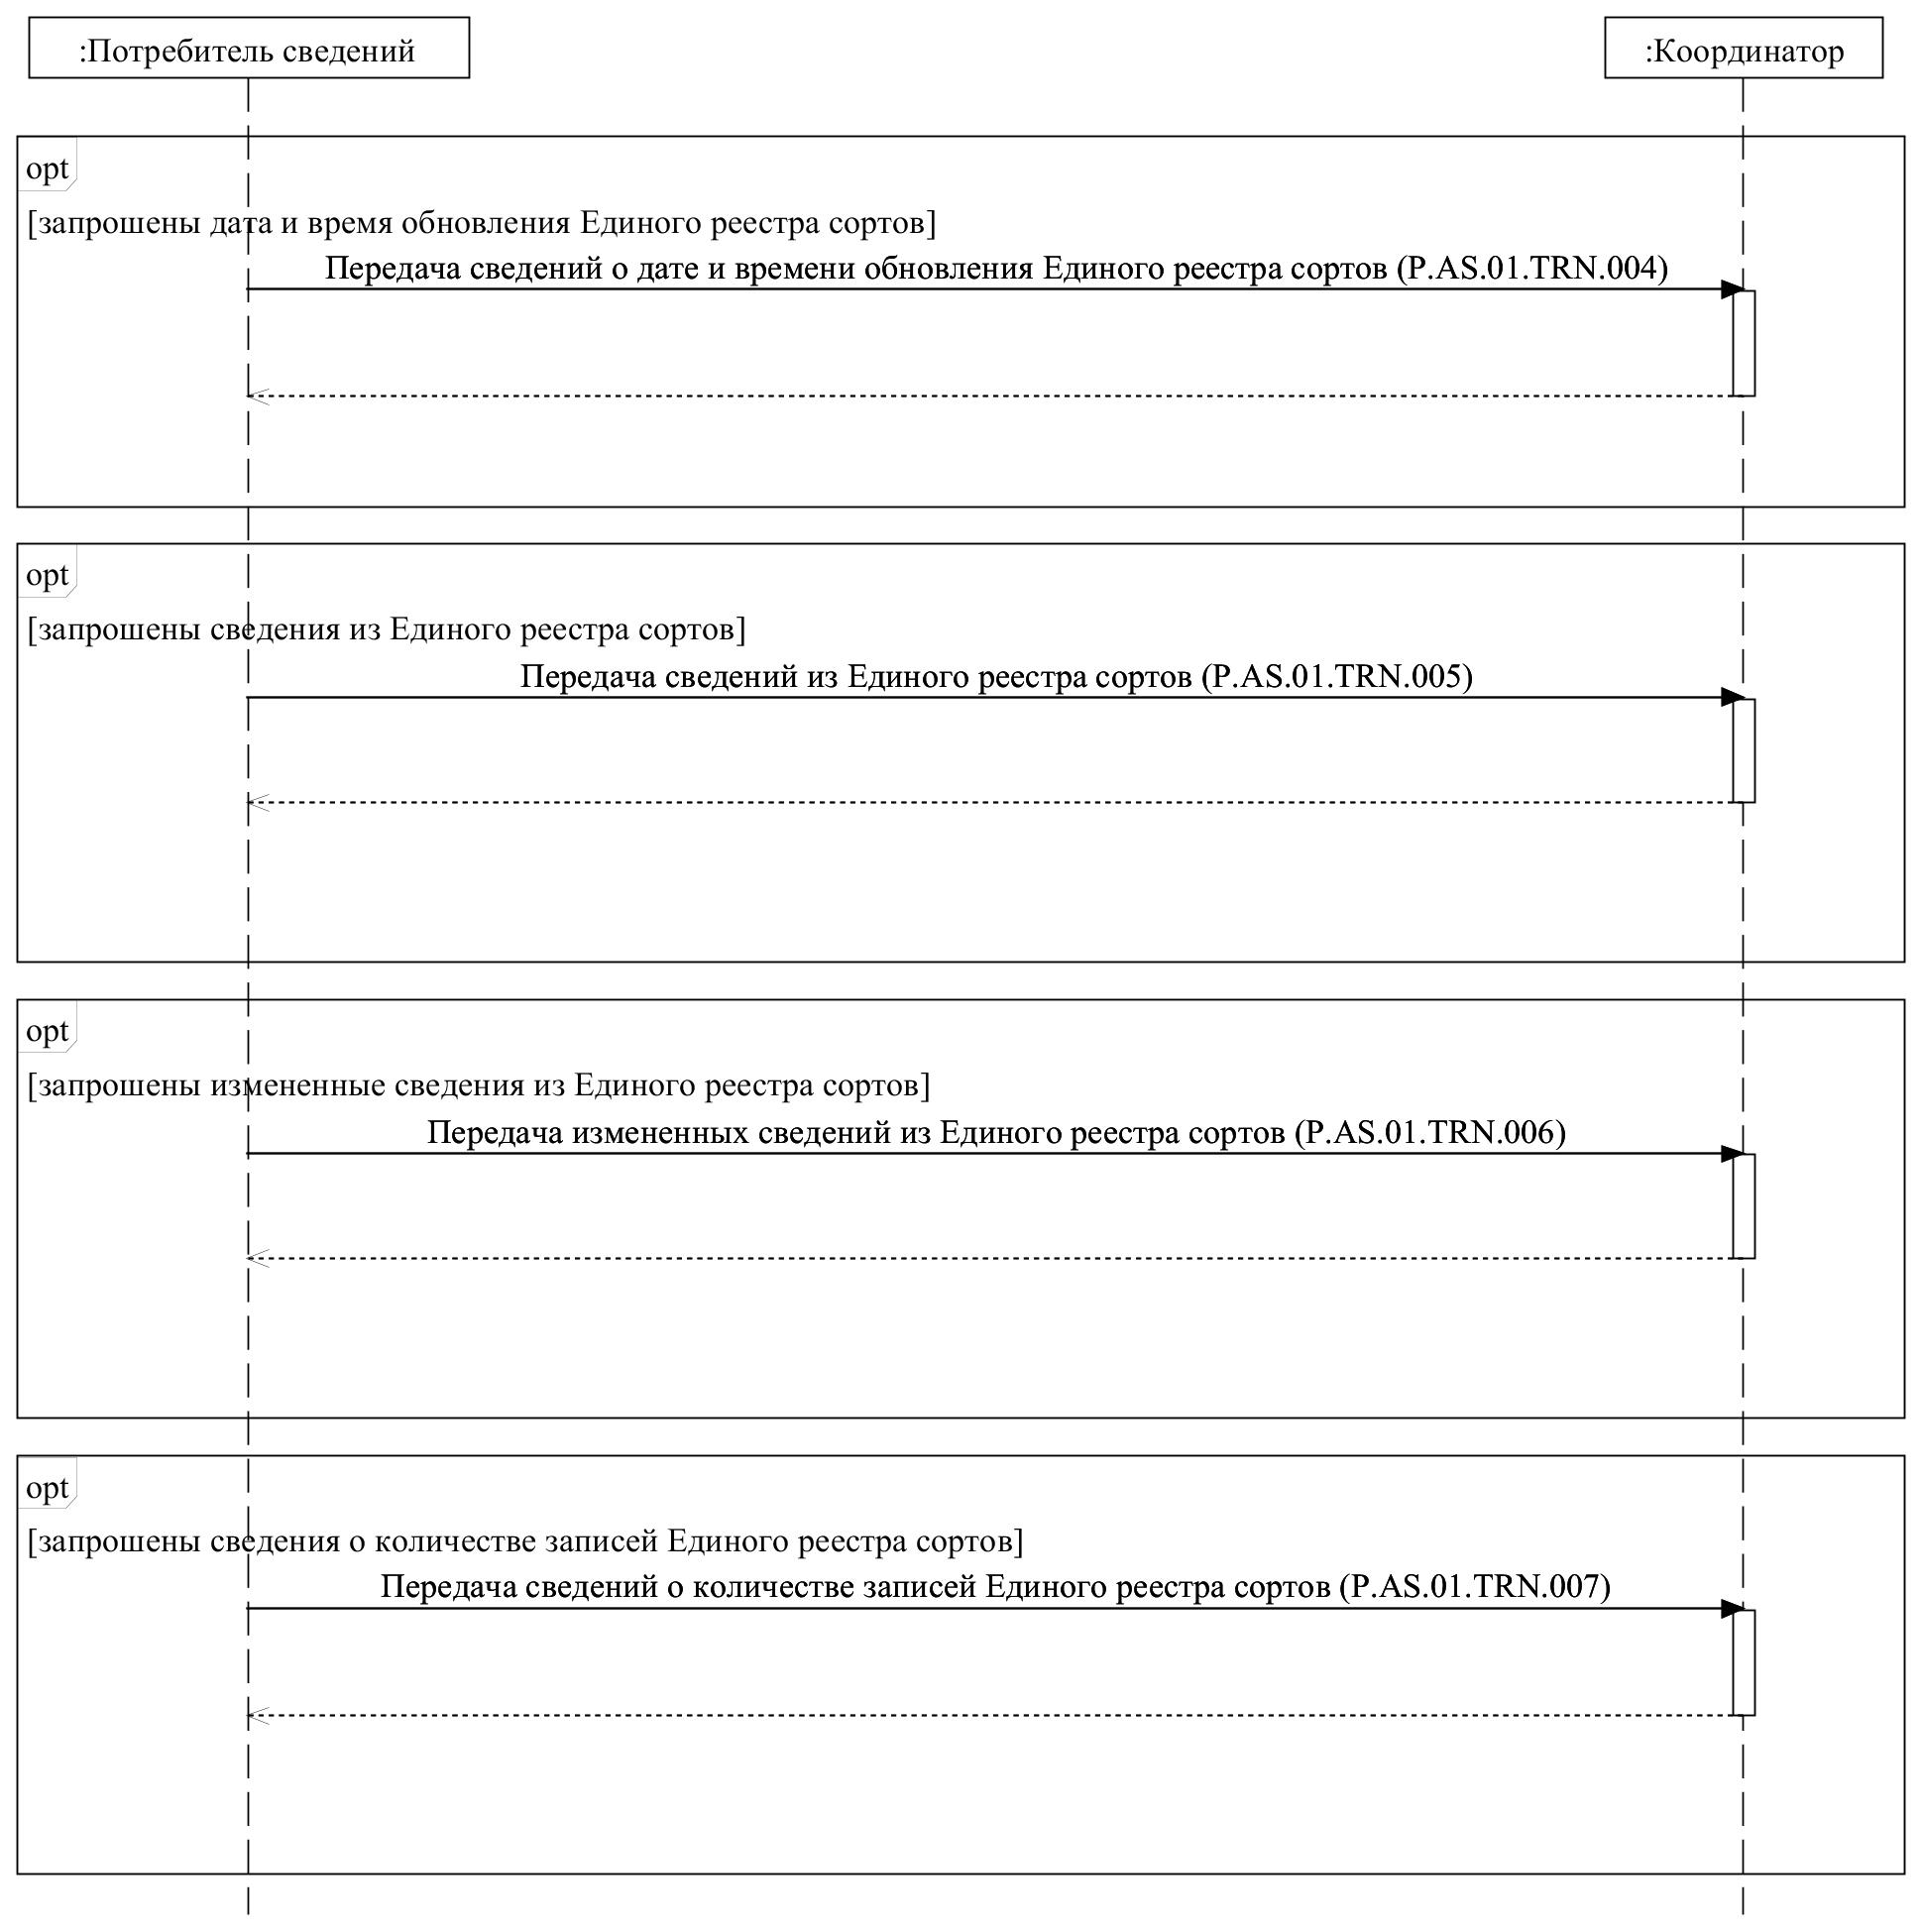 :Потребитель сведений
:Координатор
opt
[запрошены дата и время обновления Единого реестра сортов]
Передача сведений о дате и времени обновления Единого реестра сортов (P.AS.01.TRN.004)
opt
[запрошены сведения из Единого реестра сортов]
Передача сведений из Единого реестра сортов (P.AS.01.TRN.005)
opt
[запрошены измененные сведения из Единого реестра сортов]
Передача измененных сведений из Единого реестра сортов (P.AS.01.TRN.006)
opt
[запрошены сведения о количестве записей Единого реестра сортов]
Передача сведений о количестве записей Единого реестра сортов (P.AS.01.TRN.007)